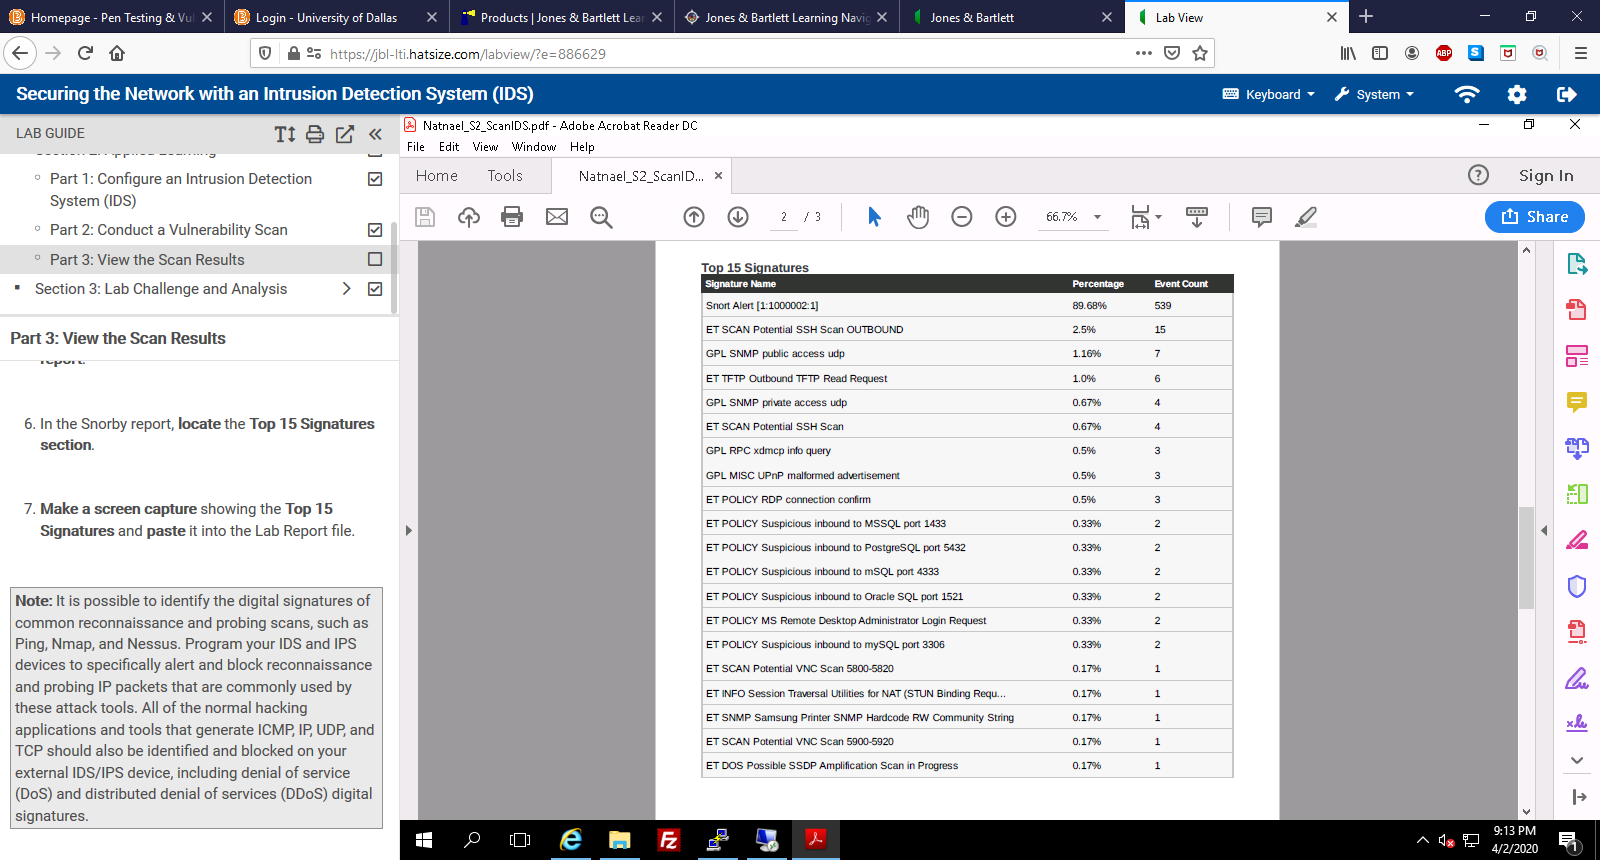 Homepage - Pen Testing & Vul
Login - University of Dallas
Products | Jones & Bartlett Lear
Jones & Bartlett Learning Navig
Jones & Bartlett
Lab View
https://jbl-lti.hatsize.com/labview/?e=886629
ABP
S
Securing the Network with an Intrusion Detection System (IDS)
Keyboard
System
LAB GUIDE
Section 2: Applied Learning
Part 1: Configure an Intrusion Detection
System (IDS)
Part 2: Conduct a Vulnerability Scan
Part 3: View the Scan Results
Section 3: Lab Challenge and Analysis
Part 3: View the Scan Results
report.
6. In the Snorby report, locate the Top 15 Signatures
section.
7. Make a screen capture showing the Top 15
Signatures and paste it into the Lab Report file.
Note: It is possible to identify the digital signatures of
common reconnaissance and probing scans, such as
Ping, Nmap, and Nessus. Program your IDS and IPS
devices to specifically alert and block reconnaissance
and probing IP packets that are commonly used by
these attack tools. All of the normal hacking
applications and tools that generate ICMP, IP, UDP, and
TCP should also be identified and blocked on your
external IDS/IPS device, including denial of service
(DoS) and distributed denial of services (DDoS) digital
signatures.
Natnael_S2_ScanIDS.pdf - Adobe Acrobat Reader DC
File Edit View Window Help
Home Tools Natnael_S2_ScanID... Sign In
2 / 3 66.7% Share
Top 15 Signatures
Signature Name Percentage Event Count
Snort Alert [1:1000002:1] 89.68% 539
ET SCAN Potential SSH Scan OUTBOUND 2.5% 15
GPL SNMP public access udp 1.16% 7
ET TFTP Outbound TFTP Read Request 1.0% 6
GPL SNMP private access udp 0.67% 4
ET SCAN Potential SSH Scan 0.67% 4
GPL RPC xdmcp info query 0.5% 3
GPL MISC UPnP malformed advertisement 0.5% 3
ET POLICY RDP connection confirm 0.5% 3
ET POLICY Suspicious inbound to MSSQL port 1433 0.33% 2
ET POLICY Suspicious inbound to PostgreSQL port 5432 0.33% 2
ET POLICY Suspicious inbound to mSQL port 4333 0.33% 2
ET POLICY Suspicious inbound to Oracle SQL port 1521 0.33% 2
ET POLICY MS Remote Desktop Administrator Login Request 0.33% 2
ET POLICY Suspicious inbound to mySQL port 3306 0.33% 2
ET SCAN Potential VNC Scan 5800-5820 0.17% 1
ET INFO Session Traversal Utilities for NAT (STUN Binding Requ... 0.17% 1
ET SNMP Samsung Printer SNMP Hardcode RW Community String 0.17% 1
ET SCAN Potential VNC Scan 5900-5920 0.17% 1
ET DOS Possible SSDP Amplification Scan in Progress 0.17% 1
9:13 PM
4/2/2020
1